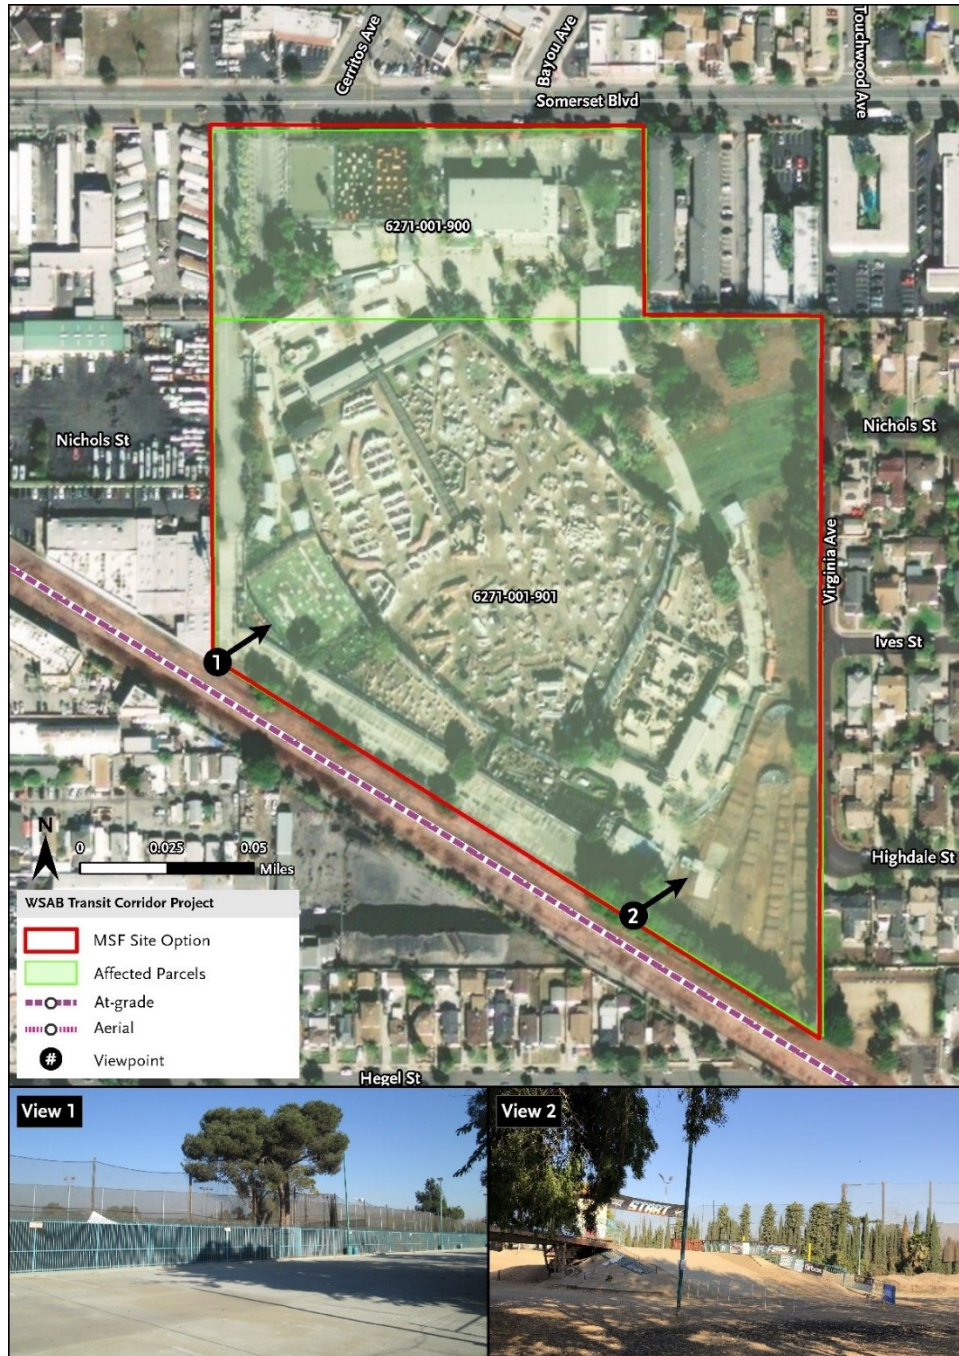 Cerritos Ave
Bayou Ave
Touchwood Ave
Somerset Blvd
6271-001-900
Nichols St
Nichols St
Virginia Ave
6271-001-901
Ives St
1
2
N
0
0.025
0.05
Miles
Highdale St
WSAB Transit Corridor Project
MSF Site Option
Affected Parcels
At-grade
Aerial
# Viewpoint
Hegel St
View 1
View 2
START